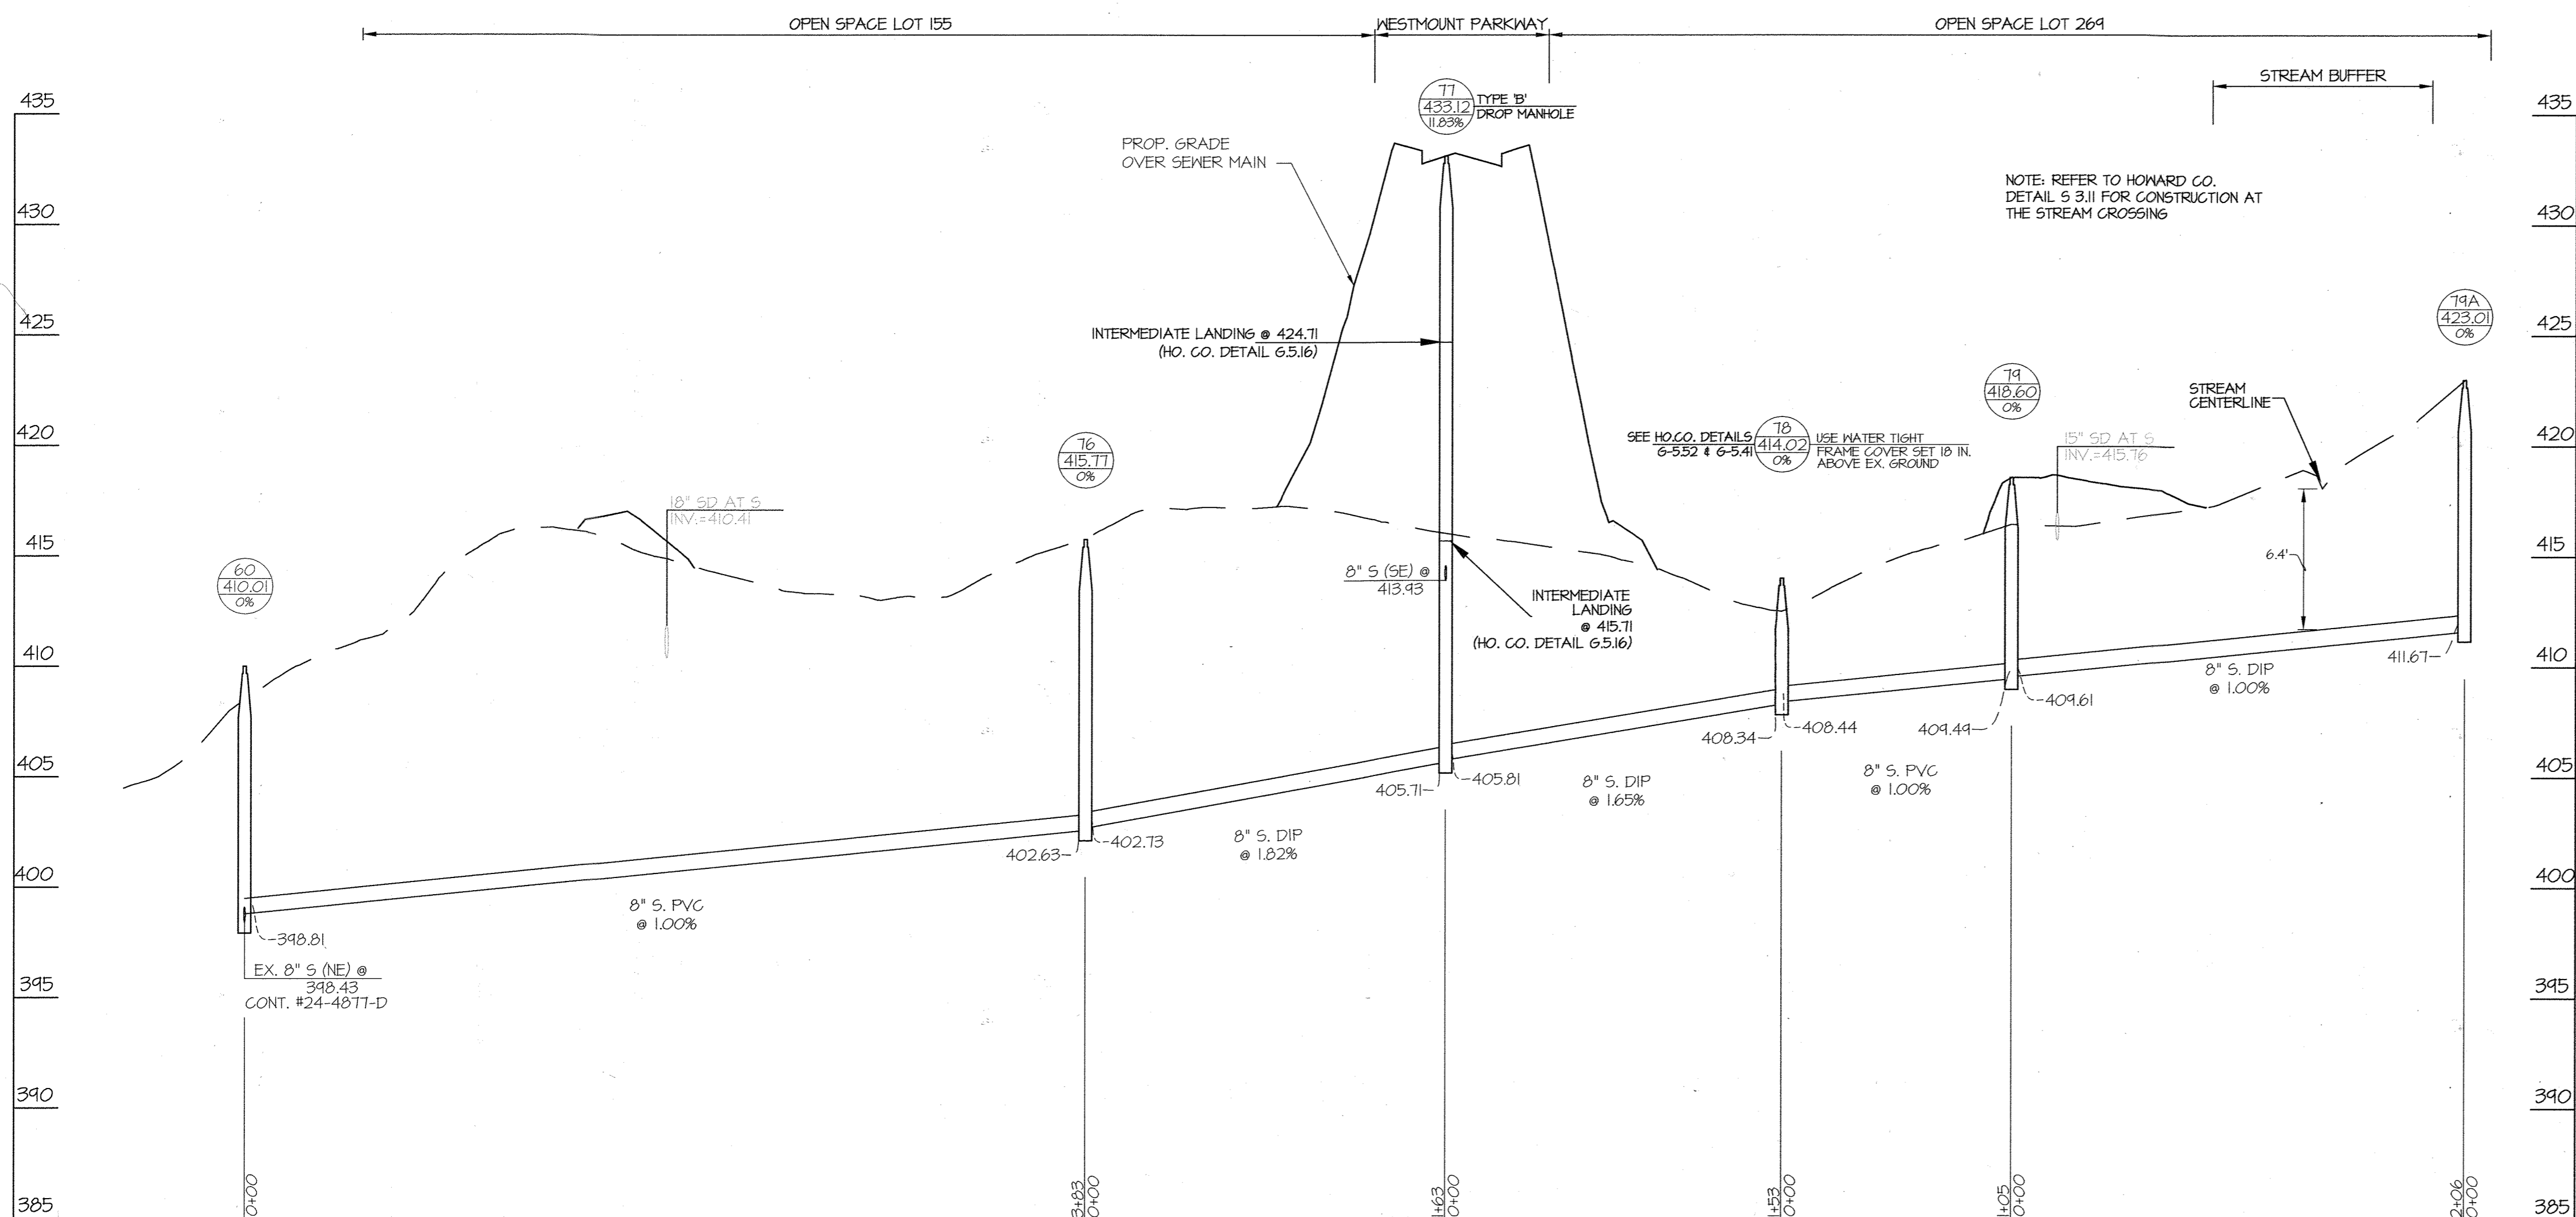 OPEN SPACE LOT 155
WESTMOUNT PARKWAY
OPEN SPACE LOT 269
STREAM BUFFER
435
430
425
420
415
410
405
400
395
390
385
77
433.12
11.83%
TYPE 'B'
DROP MANHOLE
PROP. GRADE
OVER SEWER MAIN
NOTE: REFER TO HOWARD CO.
DETAIL S 3.11 FOR CONSTRUCTION AT
THE STREAM CROSSING
INTERMEDIATE LANDING @ 424.71
(HO. CO. DETAIL G.5.16)
79A
423.01
0%
79
418.60
0%
STREAM
CENTERLINE
76
415.77
0%
SEE HO.CO. DETAILS
G-5.52 & G-5.41
78
414.02
0%
USE WATER TIGHT
FRAME COVER SET 18 IN.
ABOVE EX. GROUND
15" SD AT S
INV.=415.76
18" SD AT S
INV.=410.41
60
410.01
0%
8" S (SE) @
413.93
INTERMEDIATE
LANDING
@ 415.71
(HO. CO. DETAIL G.5.16)
6.4'
411.67
8" S. DIP
@ 1.00%
409.61
409.49
408.44
408.34
8" S. PVC
@ 1.00%
8" S. DIP
@ 1.65%
405.81
405.71
8" S. DIP
@ 1.82%
402.73
402.63
8" S. PVC
@ 1.00%
398.81
EX. 8" S (NE) @
398.43
CONT. #24-4877-D
0+00
3+83
0+00
1+63
0+00
1+53
0+00
1+05
0+00
2+06
0+00
435
430
425
420
415
410
405
400
395
390
385